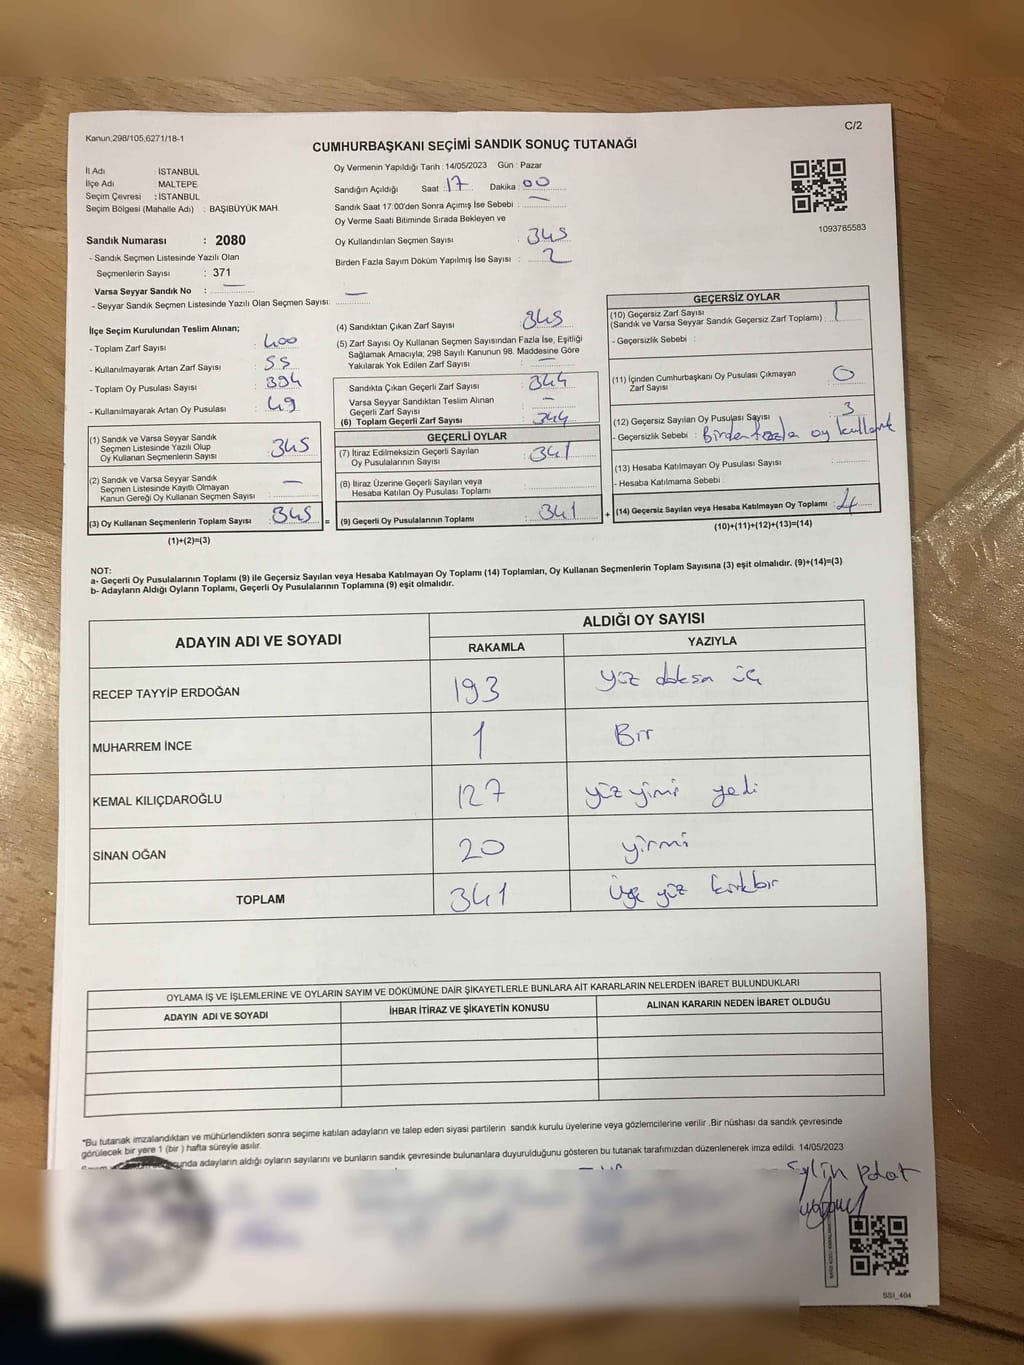 Kanun;298/105;6271/18-1
C/2
CUMHURBAŞKANI SEÇİMİ SANDIK SONUÇ TUTANAĞI
İl Adı : İSTANBUL
İlçe Adı : MALTEPE
Seçim Çevresi : İSTANBUL
Seçim Bölgesi (Mahalle Adı) : BAŞIBÜYÜK MAH.
Oy Vermenin Yapıldığı Tarih : 14/05/2023 Gün : Pazar
Sandığın Açıldığı Saat : 17 Dakika : 00
Sandık Saat 17:00'den Sonra Açımış İse Sebebi : —
Oy Verme Saati Bitiminde Sırada Bekleyen ve
Oy Kullandırılan Seçmen Sayısı : 345
Birden Fazla Sayım Döküm Yapılmış İse Sayısı : 2
1093785583
Sandık Numarası : 2080
- Sandık Seçmen Listesinde Yazılı Olan
Seçmenlerin Sayısı : 371
Varsa Seyyar Sandık No : —
- Seyyar Sandık Seçmen Listesinde Yazılı Olan Seçmen Sayısı: —
İlçe Seçim Kurulundan Teslim Alınan;
- Toplam Zarf Sayısı : 400
- Kullanılmayarak Artan Zarf Sayısı : 55
- Toplam Oy Pusulası Sayısı : 394
- Kullanılmayarak Artan Oy Pusulası : 49
(1) Sandık ve Varsa Seyyar Sandık
Seçmen Listesinde Yazılı Olup
Oy Kullanan Seçmenlerin Sayısı : 345
(2) Sandık ve Varsa Seyyar Sandık
Seçmen Listesinde Kayıtlı Olmayan
Kanun Gereği Oy Kullanan Seçmen Sayısı : —
(3) Oy Kullanan Seçmenlerin Toplam Sayısı : 345 =
(1)+(2)=(3)
(4) Sandıktan Çıkan Zarf Sayısı : 345
(5) Zarf Sayısı Oy Kullanan Seçmen Sayısından Fazla İse, Eşitliği
Sağlamak Amacıyla; 298 Sayılı Kanunun 98. Maddesine Göre
Yakılarak Yok Edilen Zarf Sayısı : —
Sandıkta Çıkan Geçerli Zarf Sayısı : 344
Varsa Seyyar Sandıktan Teslim Alınan
Geçerli Zarf Sayısı : —
(6) Toplam Geçerli Zarf Sayısı : 344
GEÇERLİ OYLAR
(7) İtiraz Edilmeksizin Geçerli Sayılan
Oy Pusulalarının Sayısı : 341
(8) İtiraz Üzerine Geçerli Sayılan veya
Hesaba Katılan Oy Pusulası Toplamı :
(9) Geçerli Oy Pusulalarının Toplamı : 341 +
GEÇERSİZ OYLAR
(10) Geçersiz Zarf Sayısı
(Sandık ve Varsa Seyyar Sandık Geçersiz Zarf Toplamı) : 1
- Geçersizlik Sebebi :
(11) İçinden Cumhurbaşkanı Oy Pusulası Çıkmayan
Zarf Sayısı : 0
(12) Geçersiz Sayılan Oy Pusulası Sayısı : 3
- Geçersizlik Sebebi : Birden fazla oy kullant
(13) Hesaba Katılmayan Oy Pusulası Sayısı :
- Hesaba Katılmama Sebebi :
(14) Geçersiz Sayılan veya Hesaba Katılmayan Oy Toplamı : 4
(10)+(11)+(12)+(13)=(14)
NOT:
a- Geçerli Oy Pusulalarının Toplamı (9) ile Geçersiz Sayılan veya Hesaba Katılmayan Oy Toplamı (14) Toplamları, Oy Kullanan Seçmenlerin Toplam Sayısına (3) eşit olmalıdır. (9)+(14)=(3)
b- Adayların Aldığı Oyların Toplamı, Geçerli Oy Pusulalarının Toplamına (9) eşit olmalıdır.
ADAYIN ADI VE SOYADI
ALDIĞI OY SAYISI
RAKAMLA YAZIYLA
RECEP TAYYİP ERDOĞAN 193 yüz doksa üç
MUHARREM İNCE 1 Bir
KEMAL KILIÇDAROĞLU 127 yüz yimi yedi
SİNAN OĞAN 20 yirmi
TOPLAM 341 yüz kırkbir
OYLAMA İŞ VE İŞLEMLERİNE VE OYLARIN SAYIM VE DÖKÜMÜNE DAİR ŞİKAYETLERLE BUNLARA AİT KARARLARIN NELERDEN İBARET BULUNDUKLARI
ADAYIN ADI VE SOYADI İHBAR İTİRAZ VE ŞİKAYETİN KONUSU ALINAN KARARIN NEDEN İBARET OLDUĞU
*Bu tutanak imzalandıktan ve mühürlendikten sonra seçime katılan adayların ve talep eden siyasi partilerin sandık kurulu üyelerine veya gözlemcilerine verilir .Bir nüshası da sandık çevresinde
görülecek bir yere 1 (bir ) hafta süreyle asılır.
adayların aldığı oyların sayılarını ve bunların sandık çevresinde bulunanlara duyurulduğunu gösteren bu tutanak tarafımızdan düzenlenerek imza edildi. 14/05/2023
Polat
SSI_404